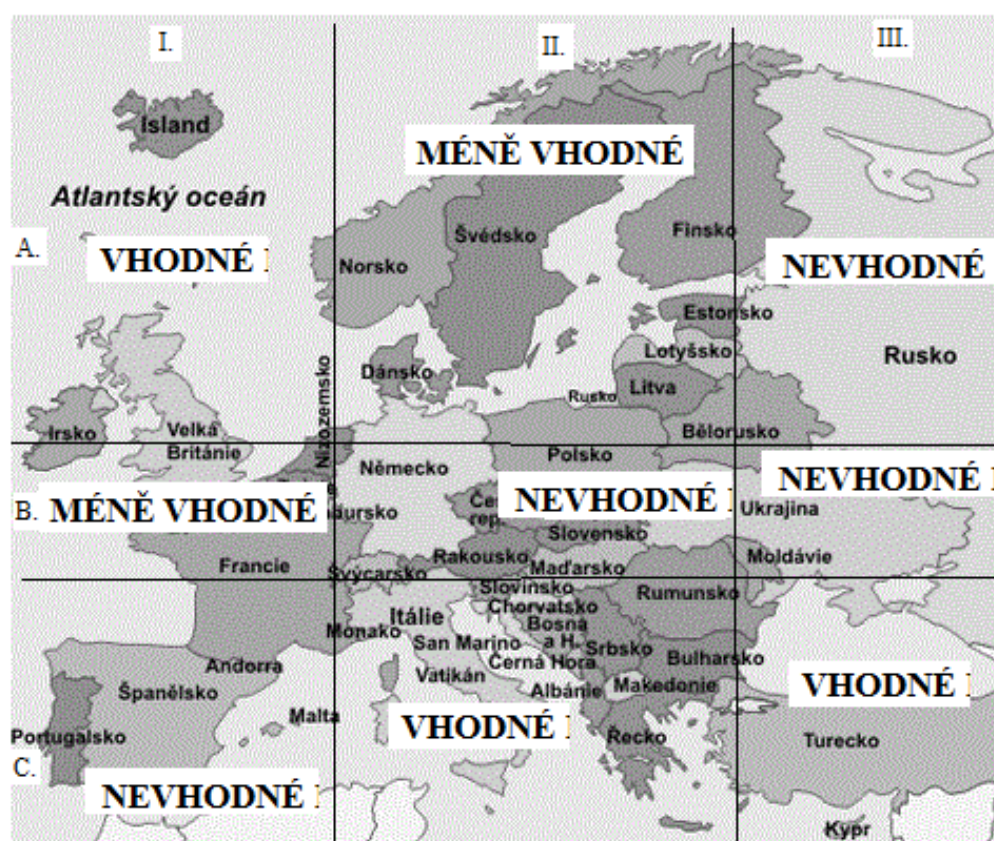 I.
II.
III.
Island
MÉNĚ VHODNÉ
Atlantský oceán
Švédsko
Finsko
A.
VHODNÉ
Norsko
NEVHODNÉ
Estonsko
Lotyšsko
Rusko
Dánsko
Litva
Rusko
Nizozemsko
Irsko
Velká
Británie
Bělorusko
Polsko
Německo
B.
MÉNĚ VHODNÉ
NEVHODNÉ
NEVHODNÉ
Ukrajina
rep.
Slovensko
Rakousko
Maďarsko
Moldávie
Francie
Švýcarsko
Slovinsko
Rumunsko
Chorvatsko
Itálie
Bosna
a H.
Monako
San Marino
Srbsko
Černá Hora
Bulharsko
Andorra
Vatikán
Albánie
Makedonie
Španělsko
VHODNÉ
Malta
VHODNÉ
Portugalsko
Řecko
Turecko
C.
NEVHODNÉ
Kypr